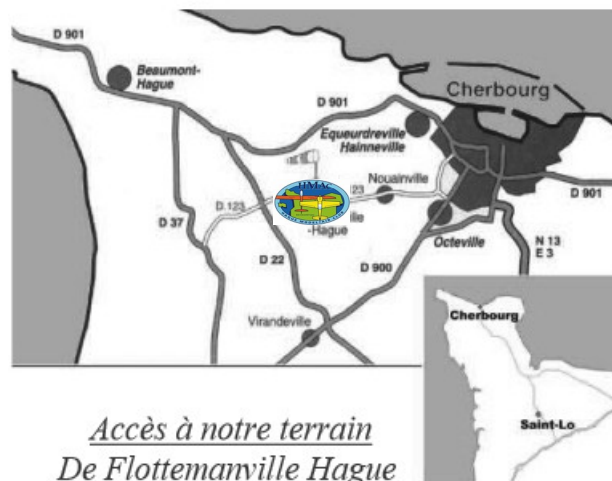 D 901
Beaumont-
Hague
D 901
Cherbourg
Equeurdreville
Hainneville
D 901
Nouainville
D 123
23
HMAC
-Hague
D 37
D 22
D 900
Octeville
N 13
E 3
Virandeville
Cherbourg
Saint-Lo
Accès à notre terrain
De Flottemanville Hague